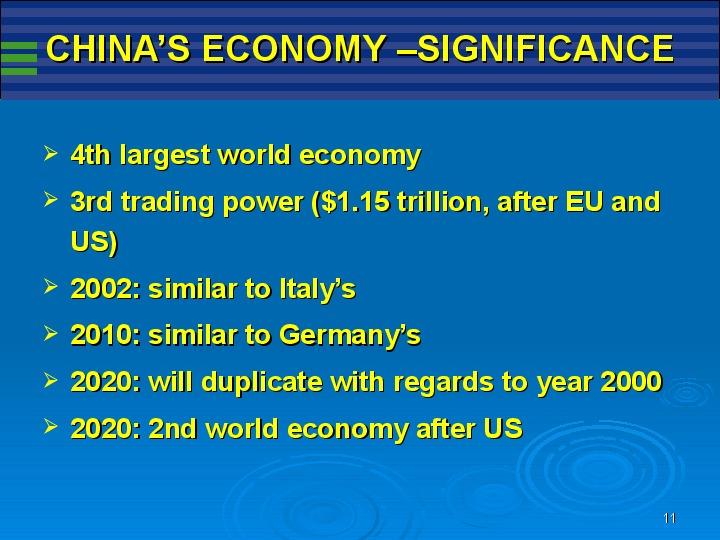 CHINA’S ECONOMY –SIGNIFICANCE
4th largest world economy
3rd trading power ($1.15 trillion, after EU and
US)
2002: similar to Italy’s
2010: similar to Germany’s
2020: will duplicate with regards to year 2000
2020: 2nd world economy after US
11